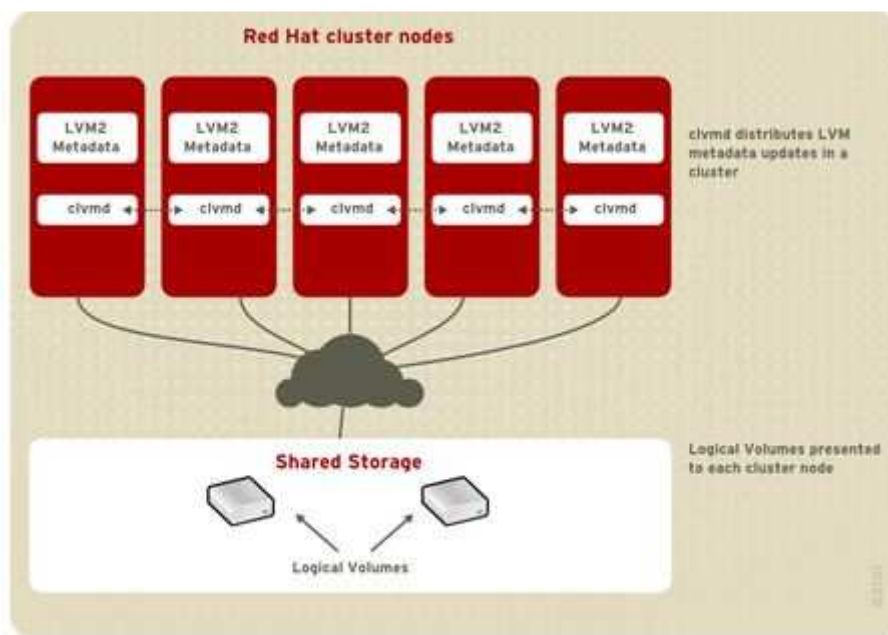 Red Hat cluster nodes
LVM2
Metadata
LVM2
Metadata
LVM2
Metadata
LVM2
Metadata
LVM2
Metadata
clvmd
clvmd
clvmd
clvmd
clvmd
clvmd distributes LVM
metadata updates in a
cluster
Shared Storage
Logical Volumes
Logical Volumes presented
to each cluster node